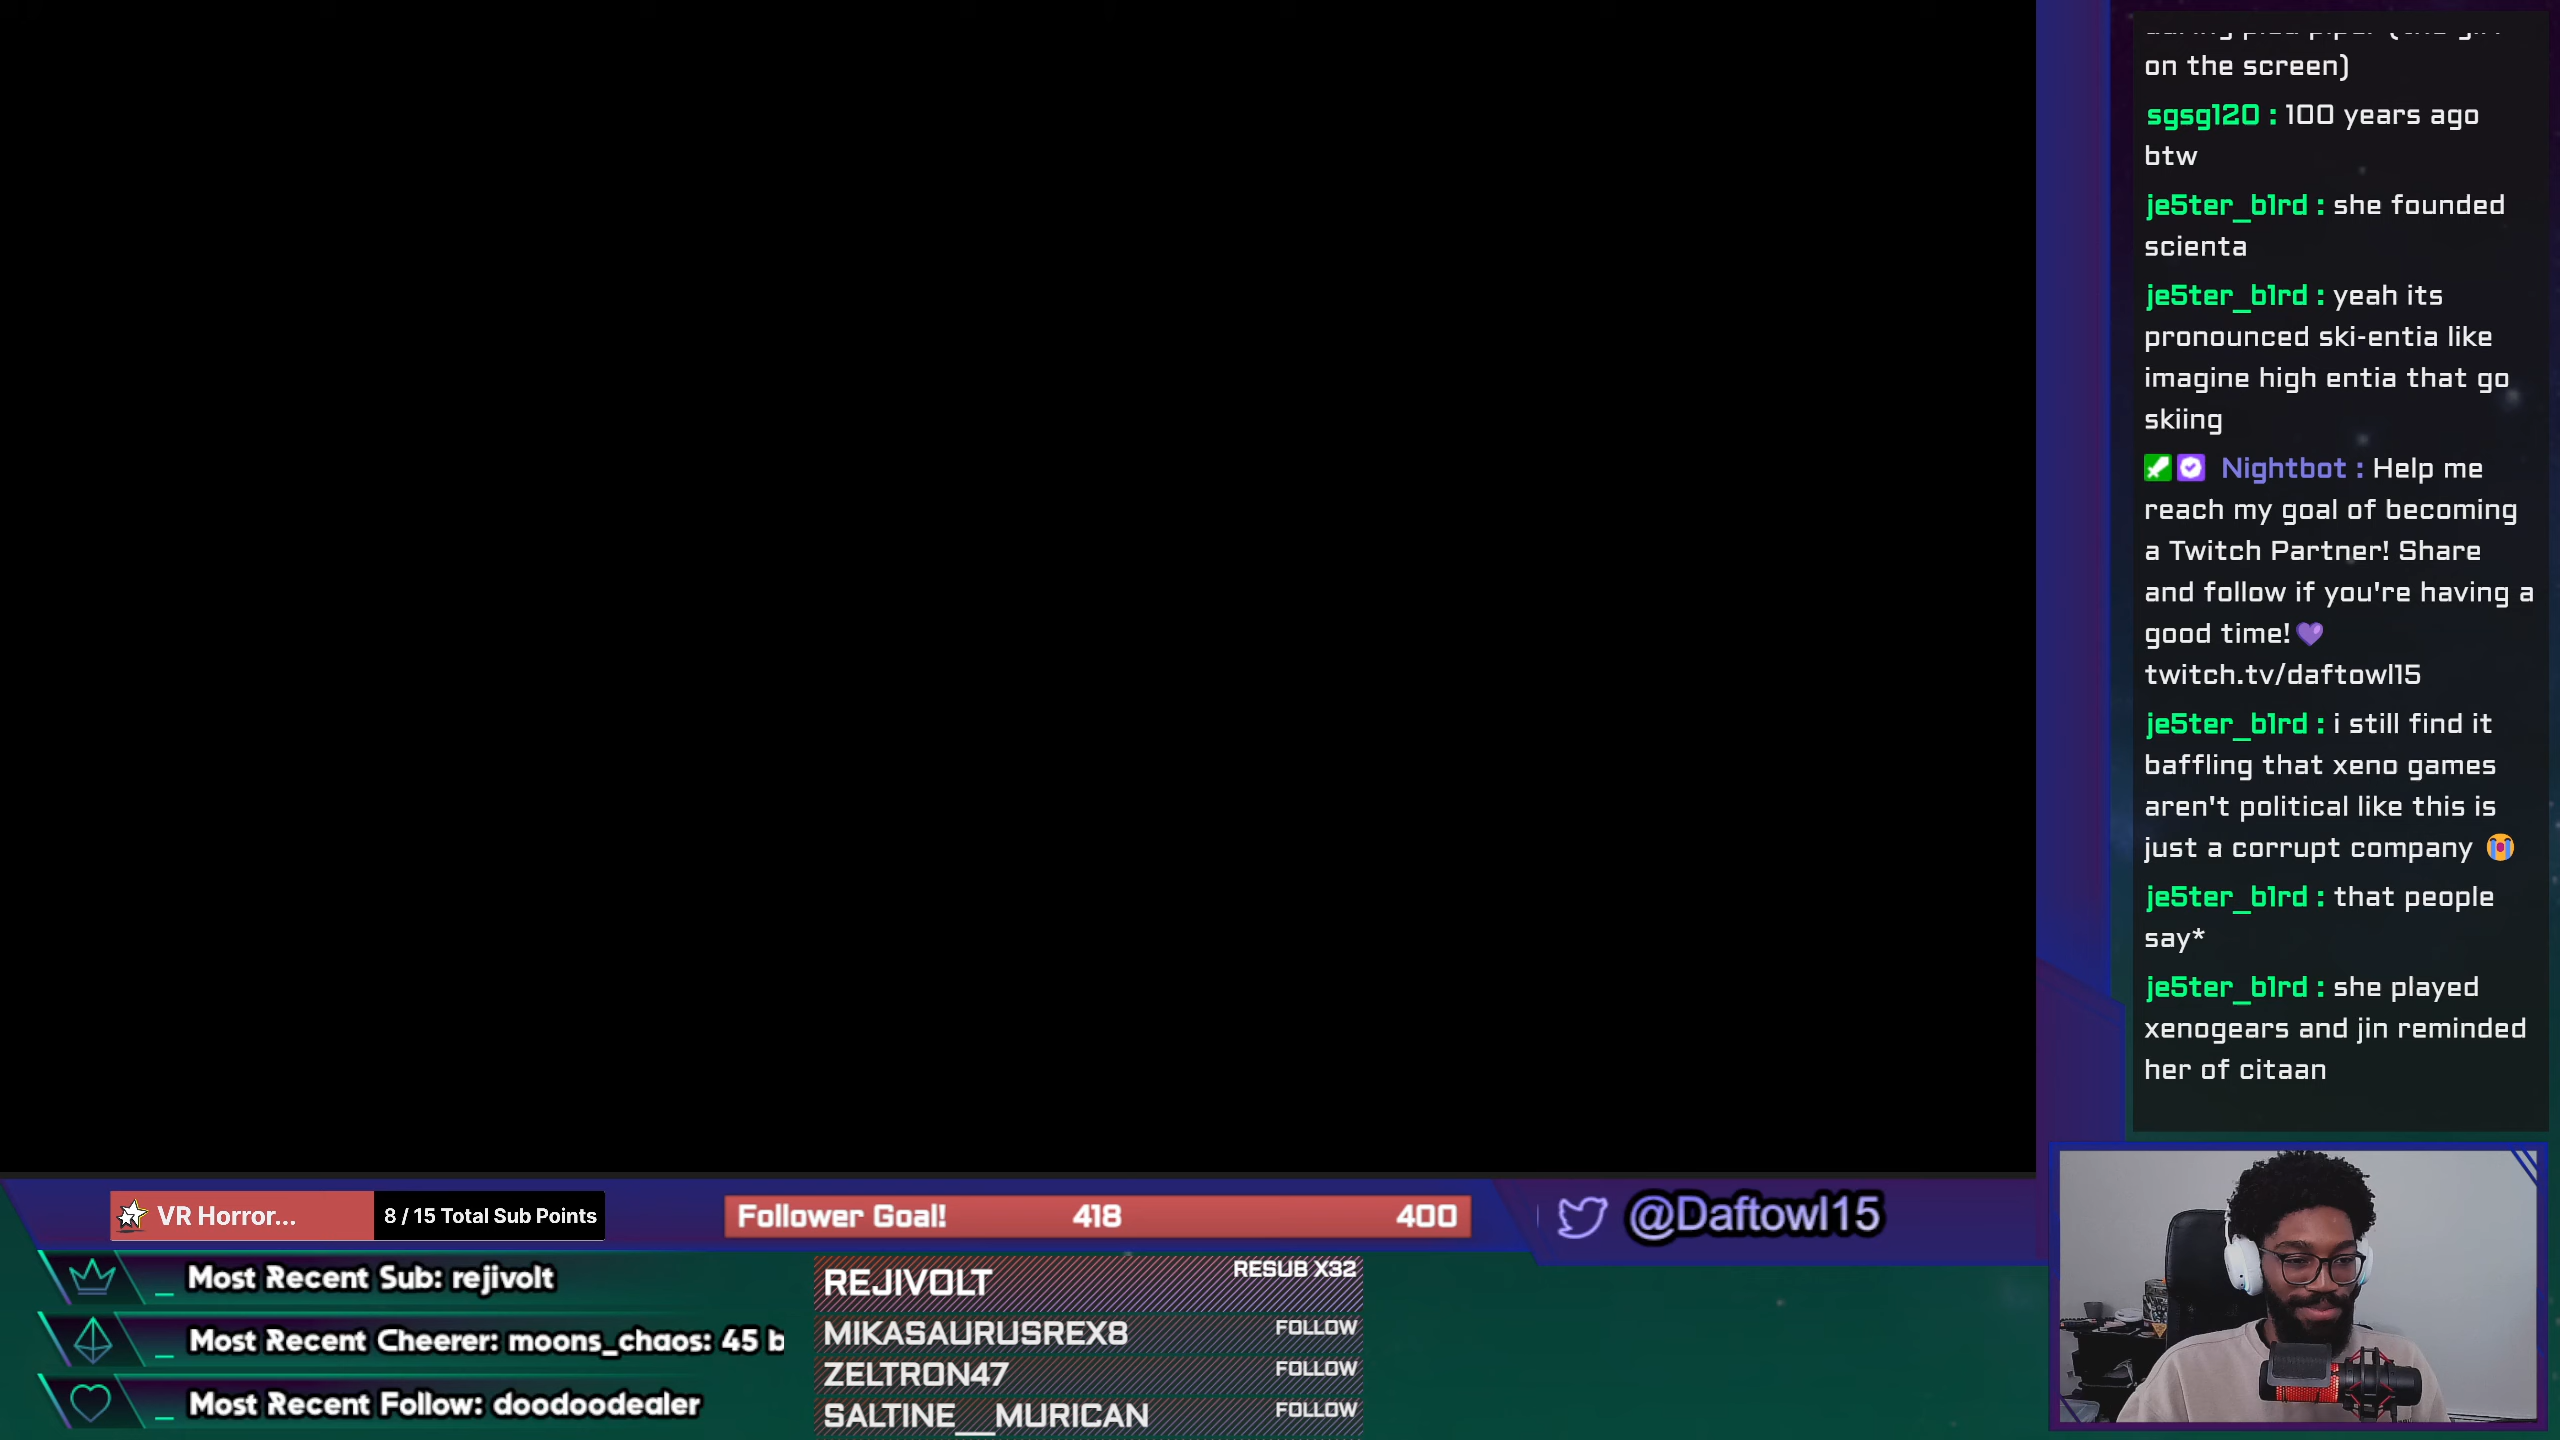 on the screen)
sgsg120 : 100 years ago
btw
je5ter_b1rd : she founded
scienta
je5ter_b1rd : yeah its
pronounced ski-entia like
imagine high entia that go
skiing
Nightbot : Help me
reach my goal of becoming
a Twitch Partner! Share
and follow if you're having a
good time!💜
twitch.tv/daftowl15
je5ter_b1rd : i still find it
baffling that xeno games
aren't political like this is
just a corrupt company 😭
je5ter_b1rd : that people
say*
je5ter_b1rd : she played
xenogears and jin reminded
her of citaan
VR Horror...
8 / 15 Total Sub Points
Follower Goal! 418 400
@Daftowl15
_ Most Recent Sub: rejivolt
_ Most Recent Cheerer: moons_chaos: 45 b
_ Most Recent Follow: doodoodealer
REJIVOLT RESUB X32
MIKASAURUSREX8 FOLLOW
ZELTRON47 FOLLOW
SALTINE__MURICAN FOLLOW